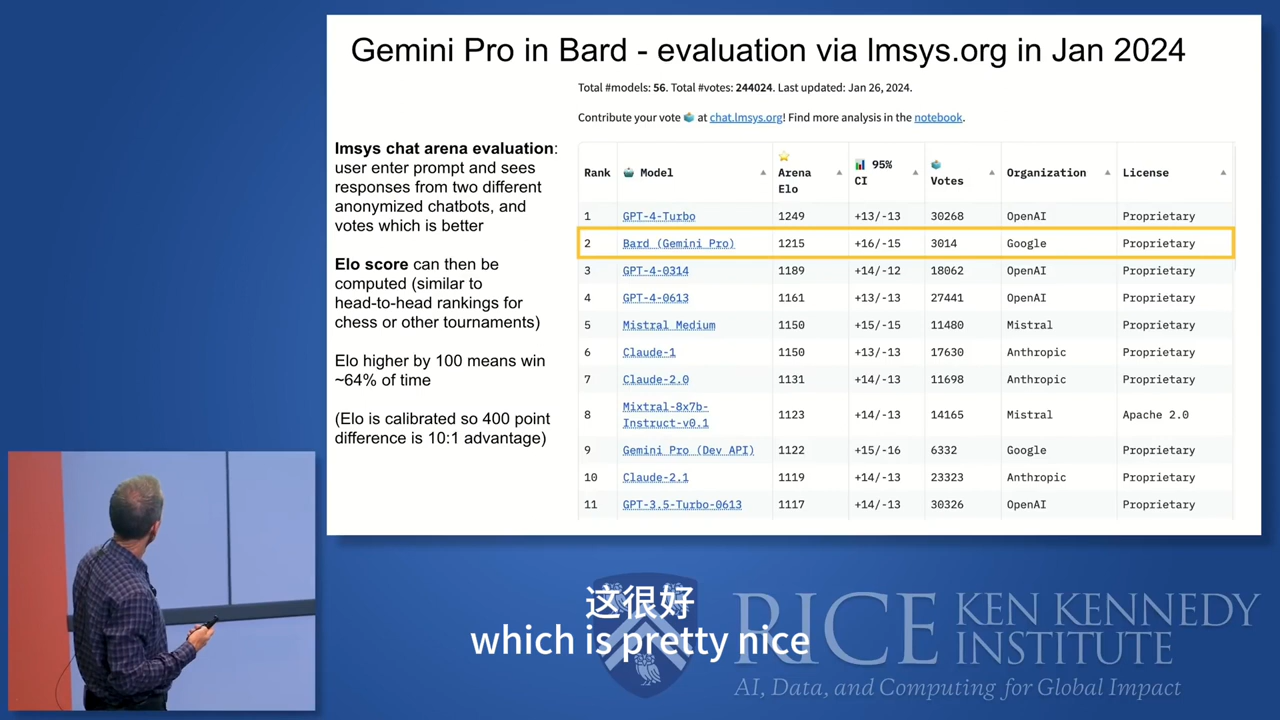 Gemini Pro in Bard - evaluation via lmsys.org in Jan 2024
Total #models: 56. Total #votes: 244024. Last updated: Jan 26, 2024.
Contribute your vote 🗳️ at chat.lmsys.org! Find more analysis in the notebook.
lmsys chat arena evaluation:
user enter prompt and sees
responses from two different
anonymized chatbots, and
votes which is better
Elo score can then be
computed (similar to
head-to-head rankings for
chess or other tournaments)
Elo higher by 100 means win
~64% of time
(Elo is calibrated so 400 point
difference is 10:1 advantage)
Rank 🤖 Model ⭐ Arena Elo 📊 95% CI 🗳️ Votes Organization License
1 GPT-4-Turbo 1249 +13/-13 30268 OpenAI Proprietary
2 Bard (Gemini Pro) 1215 +16/-15 3014 Google Proprietary
3 GPT-4-0314 1189 +14/-12 18062 OpenAI Proprietary
4 GPT-4-0613 1161 +13/-13 27441 OpenAI Proprietary
5 Mistral Medium 1150 +15/-15 11480 Mistral Proprietary
6 Claude-1 1150 +13/-13 17630 Anthropic Proprietary
7 Claude-2.0 1131 +14/-13 11698 Anthropic Proprietary
8 Mixtral-8x7b-Instruct-v0.1 1123 +14/-13 14165 Mistral Apache 2.0
9 Gemini Pro (Dev API) 1122 +15/-16 6332 Google Proprietary
10 Claude-2.1 1119 +14/-13 23323 Anthropic Proprietary
11 GPT-3.5-Turbo-0613 1117 +14/-13 30326 OpenAI Proprietary
这很好
which is pretty nice
RICE KEN KENNEDY
INSTITUTE
AI, Data, and Computing for Global Impact